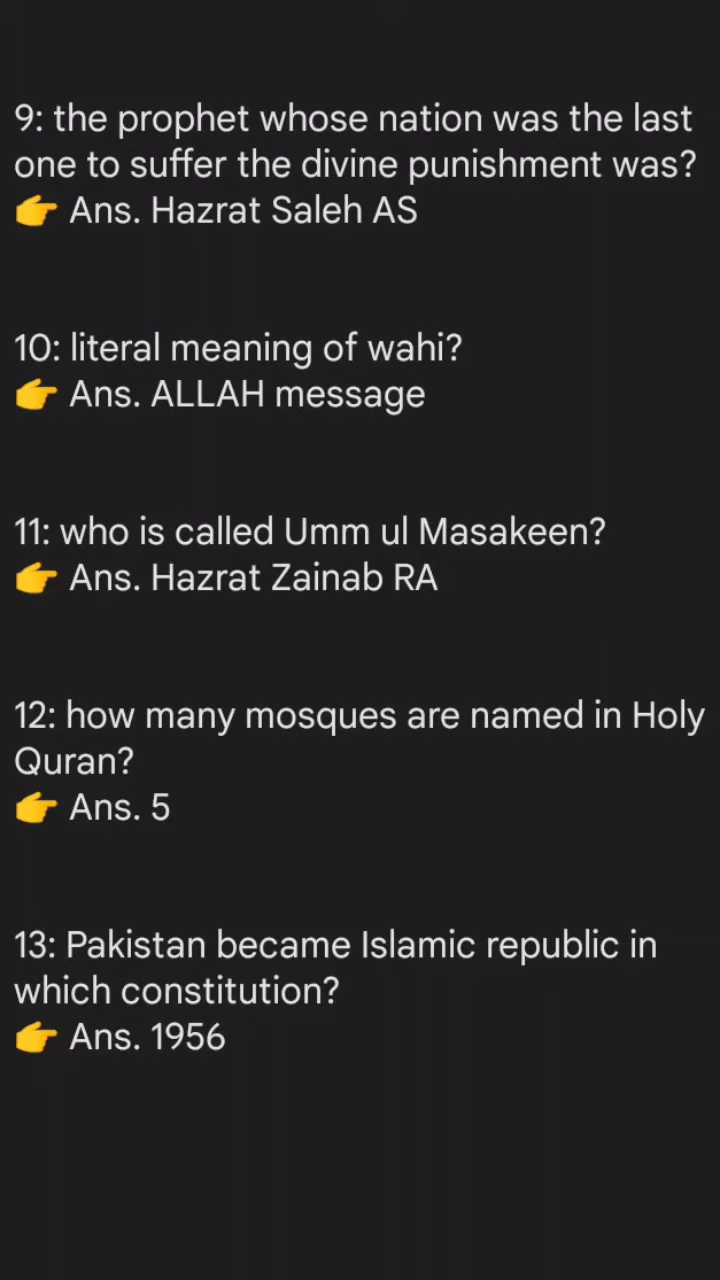 9: the prophet whose nation was the last
one to suffer the divine punishment was?
👉 Ans. Hazrat Saleh AS
10: literal meaning of wahi?
👉 Ans. ALLAH message
11: who is called Umm ul Masakeen?
👉 Ans. Hazrat Zainab RA
12: how many mosques are named in Holy
Quran?
👉 Ans. 5
13: Pakistan became Islamic republic in
which constitution?
👉 Ans. 1956